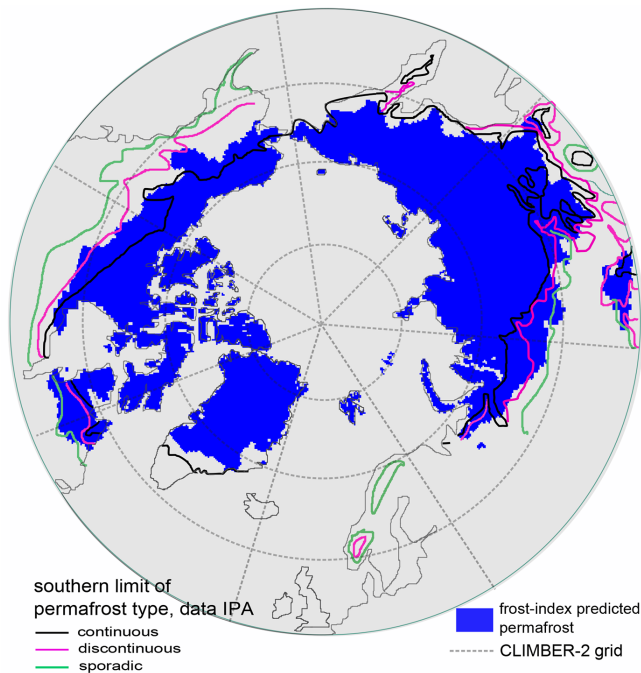 southern limit of
permafrost type, data IPA
continuous
discontinuous
sporadic
frost-index predicted
permafrost
CLIMBER-2 grid